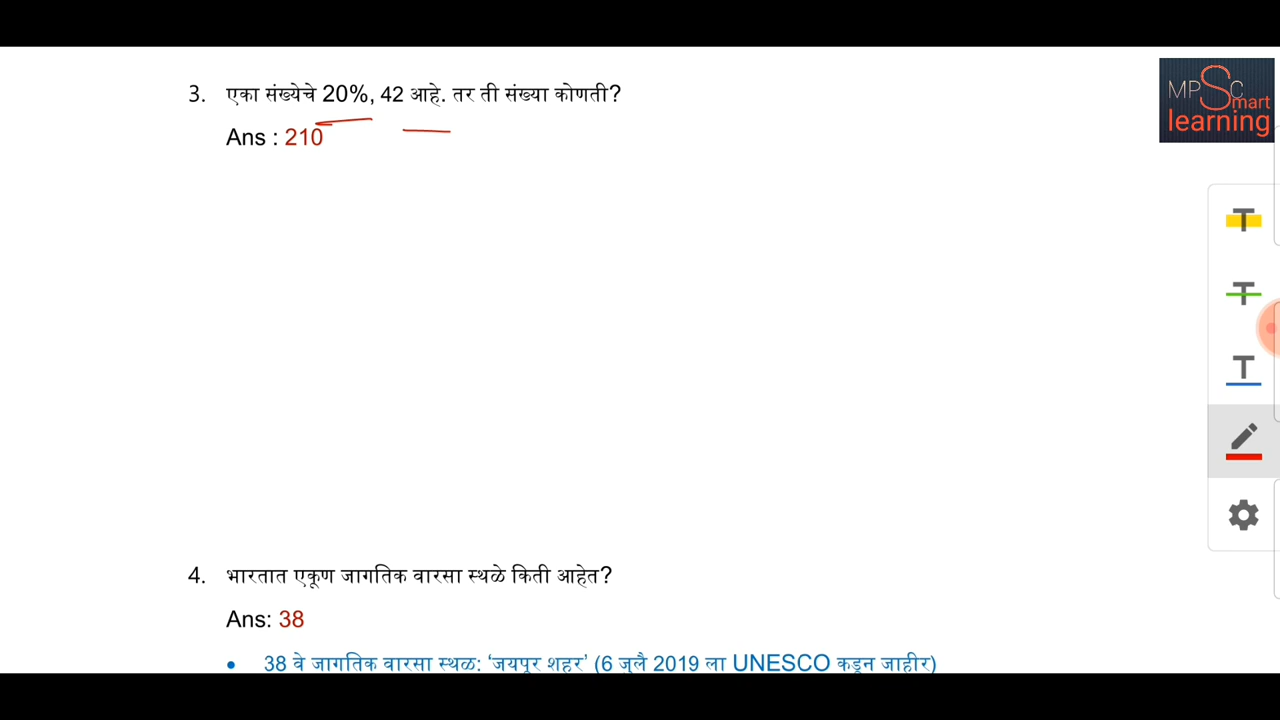 3. एका संख्येचे 20%, 42 आहे. तर ती संख्या कोणती?
Ans : 210
MPSC
Smart
learning
4. भारतात एकूण जागतिक वारसा स्थळे किती आहेत?
Ans: 38
• 38 वे जागतिक वारसा स्थळ: ‘जयपूर शहर’ (6 जुलै 2019 ला UNESCO कडून जाहीर)